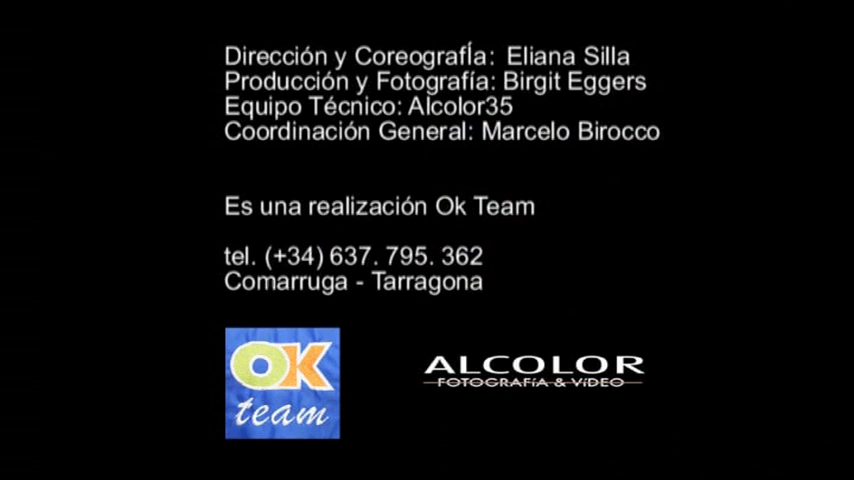 Dirección y CoreografÍa: Eliana Silla
Producción y Fotografía: Birgit Eggers
Equipo Técnico: Alcolor35
Coordinación General: Marcelo Birocco
Es una realización Ok Team
tel. (+34) 637. 795. 362
Comarruga - Tarragona
OK
team
ALCOLOR
FOTOGRAFíA & VíDEO